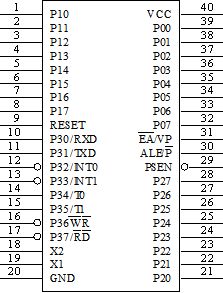 1 P10 VCC 40
2 P11 P00 39
3 P12 P01 38
4 P13 P02 37
5 P14 P03 36
6 P15 P04 35
7 P16 P05 34
8 P17 P06 33
9 RESET P07 32
10 P30/RXD EA/VP 31
11 P31/TXD ALE/P 30
12 P32/INT0 PSEN 29
13 P33/INT1 P27 28
14 P34/T0 P26 27
15 P35/T1 P25 26
16 P36/WR P24 25
17 P37/RD P23 24
18 X2 P22 23
19 X1 P21 22
20 GND P20 21